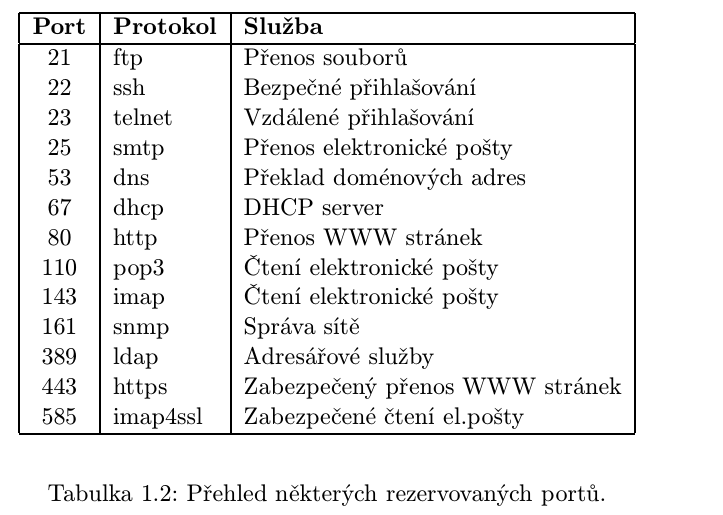 Port Protokol Služba
21 ftp Přenos souborů
22 ssh Bezpečné přihlašování
23 telnet Vzdálené přihlašování
25 smtp Přenos elektronické pošty
53 dns Překlad doménových adres
67 dhcp DHCP server
80 http Přenos WWW stránek
110 pop3 Čtení elektronické pošty
143 imap Čtení elektronické pošty
161 snmp Správa sítě
389 ldap Adresářové služby
443 https Zabezpečený přenos WWW stránek
585 imap4ssl Zabezpečené čtení el.pošty
Tabulka 1.2: Přehled některých rezervovaných portů.